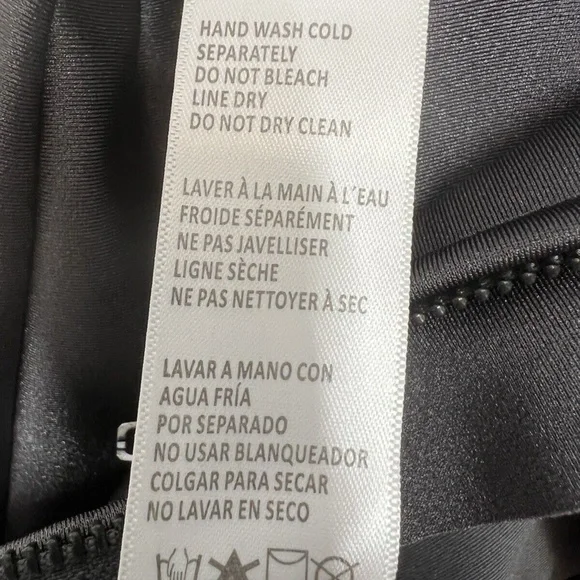 HAND WASH COLD
SEPARATELY
DO NOT BLEACH
LINE DRY
DO NOT DRY CLEAN
LAVER À LA MAIN À L'EAU
FROIDE SÉPARÉMENT
NE PAS JAVELLISER
LIGNE SÈCHE
NE PAS NETTOYER À SEC
LAVAR A MANO CON
AGUA FRÍA
POR SEPARADO
NO USAR BLANQUEADOR
COLGAR PARA SECAR
NO LAVAR EN SECO